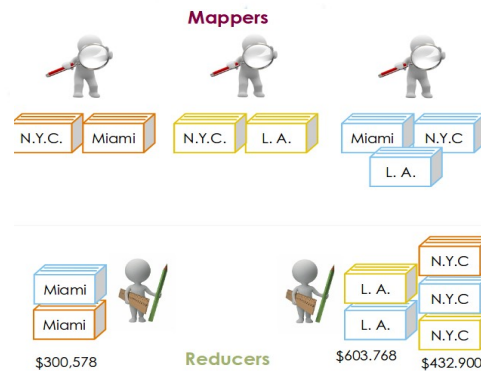 Mappers
N.Y.C.
Miami
N.Y.C.
L. A.
Miami
N.Y.C
L. A.
Miami
Miami
$300,578
Reducers
L. A.
L. A.
$603.768
N.Y.C
N.Y.C
N.Y.C
$432.900